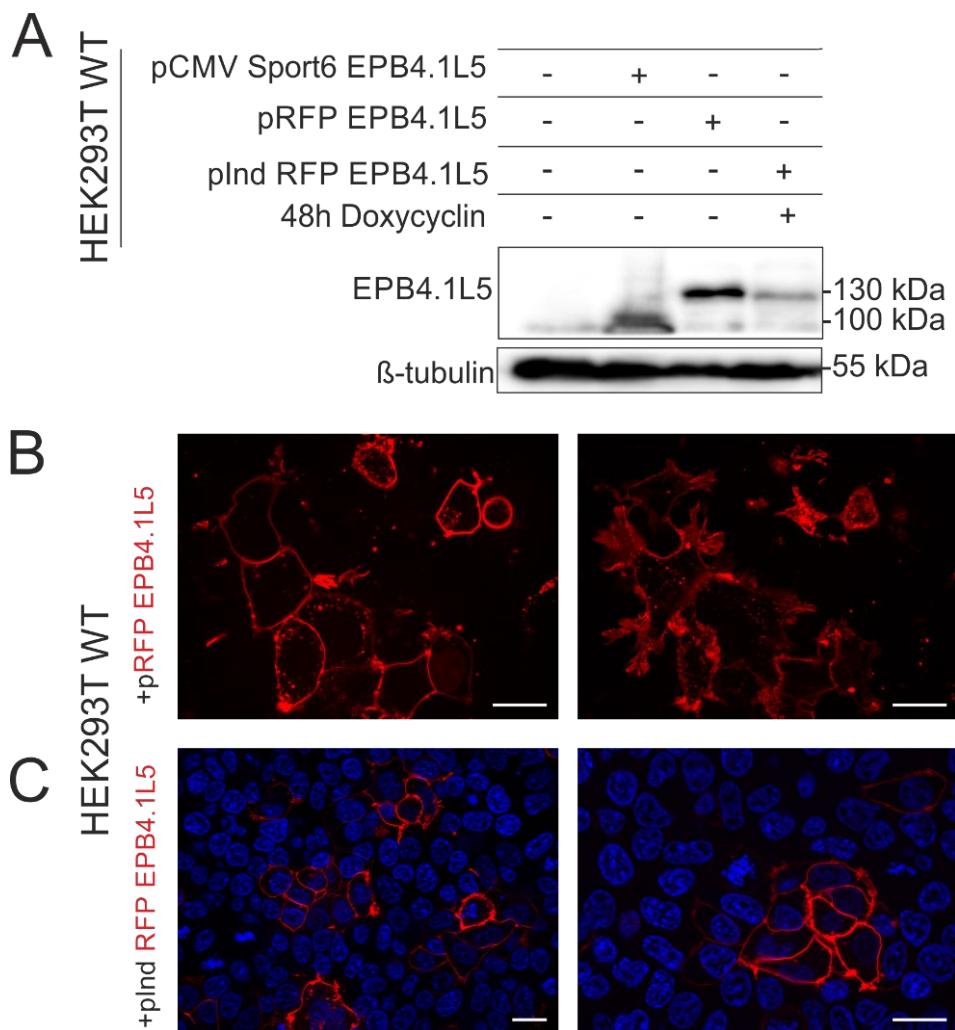 A
HEK293T WT
pCMV Sport6 EPB4.1L5 - + - -
pRFP EPB4.1L5 - - + -
pInd RFP EPB4.1L5 - - - +
48h Doxycyclin - - - +
EPB4.1L5
-130 kDa
-100 kDa
ß-tubulin
-55 kDa
B
+pRFP EPB4.1L5
HEK293T WT
C
+pInd RFP EPB4.1L5